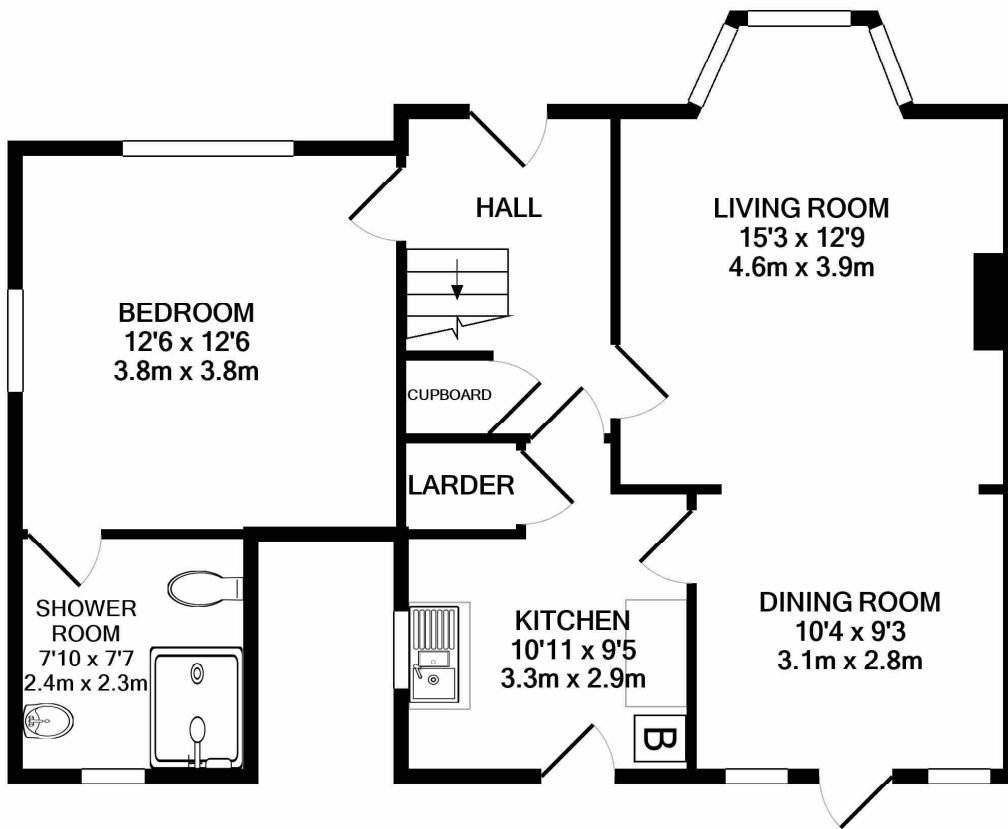 HALL
LIVING ROOM
15'3 x 12'9
4.6m x 3.9m
BEDROOM
12'6 x 12'6
3.8m x 3.8m
CUPBOARD
LARDER
SHOWER
ROOM
7'10 x 7'7
2.4m x 2.3m
KITCHEN
10'11 x 9'5
3.3m x 2.9m
DINING ROOM
10'4 x 9'3
3.1m x 2.8m
B